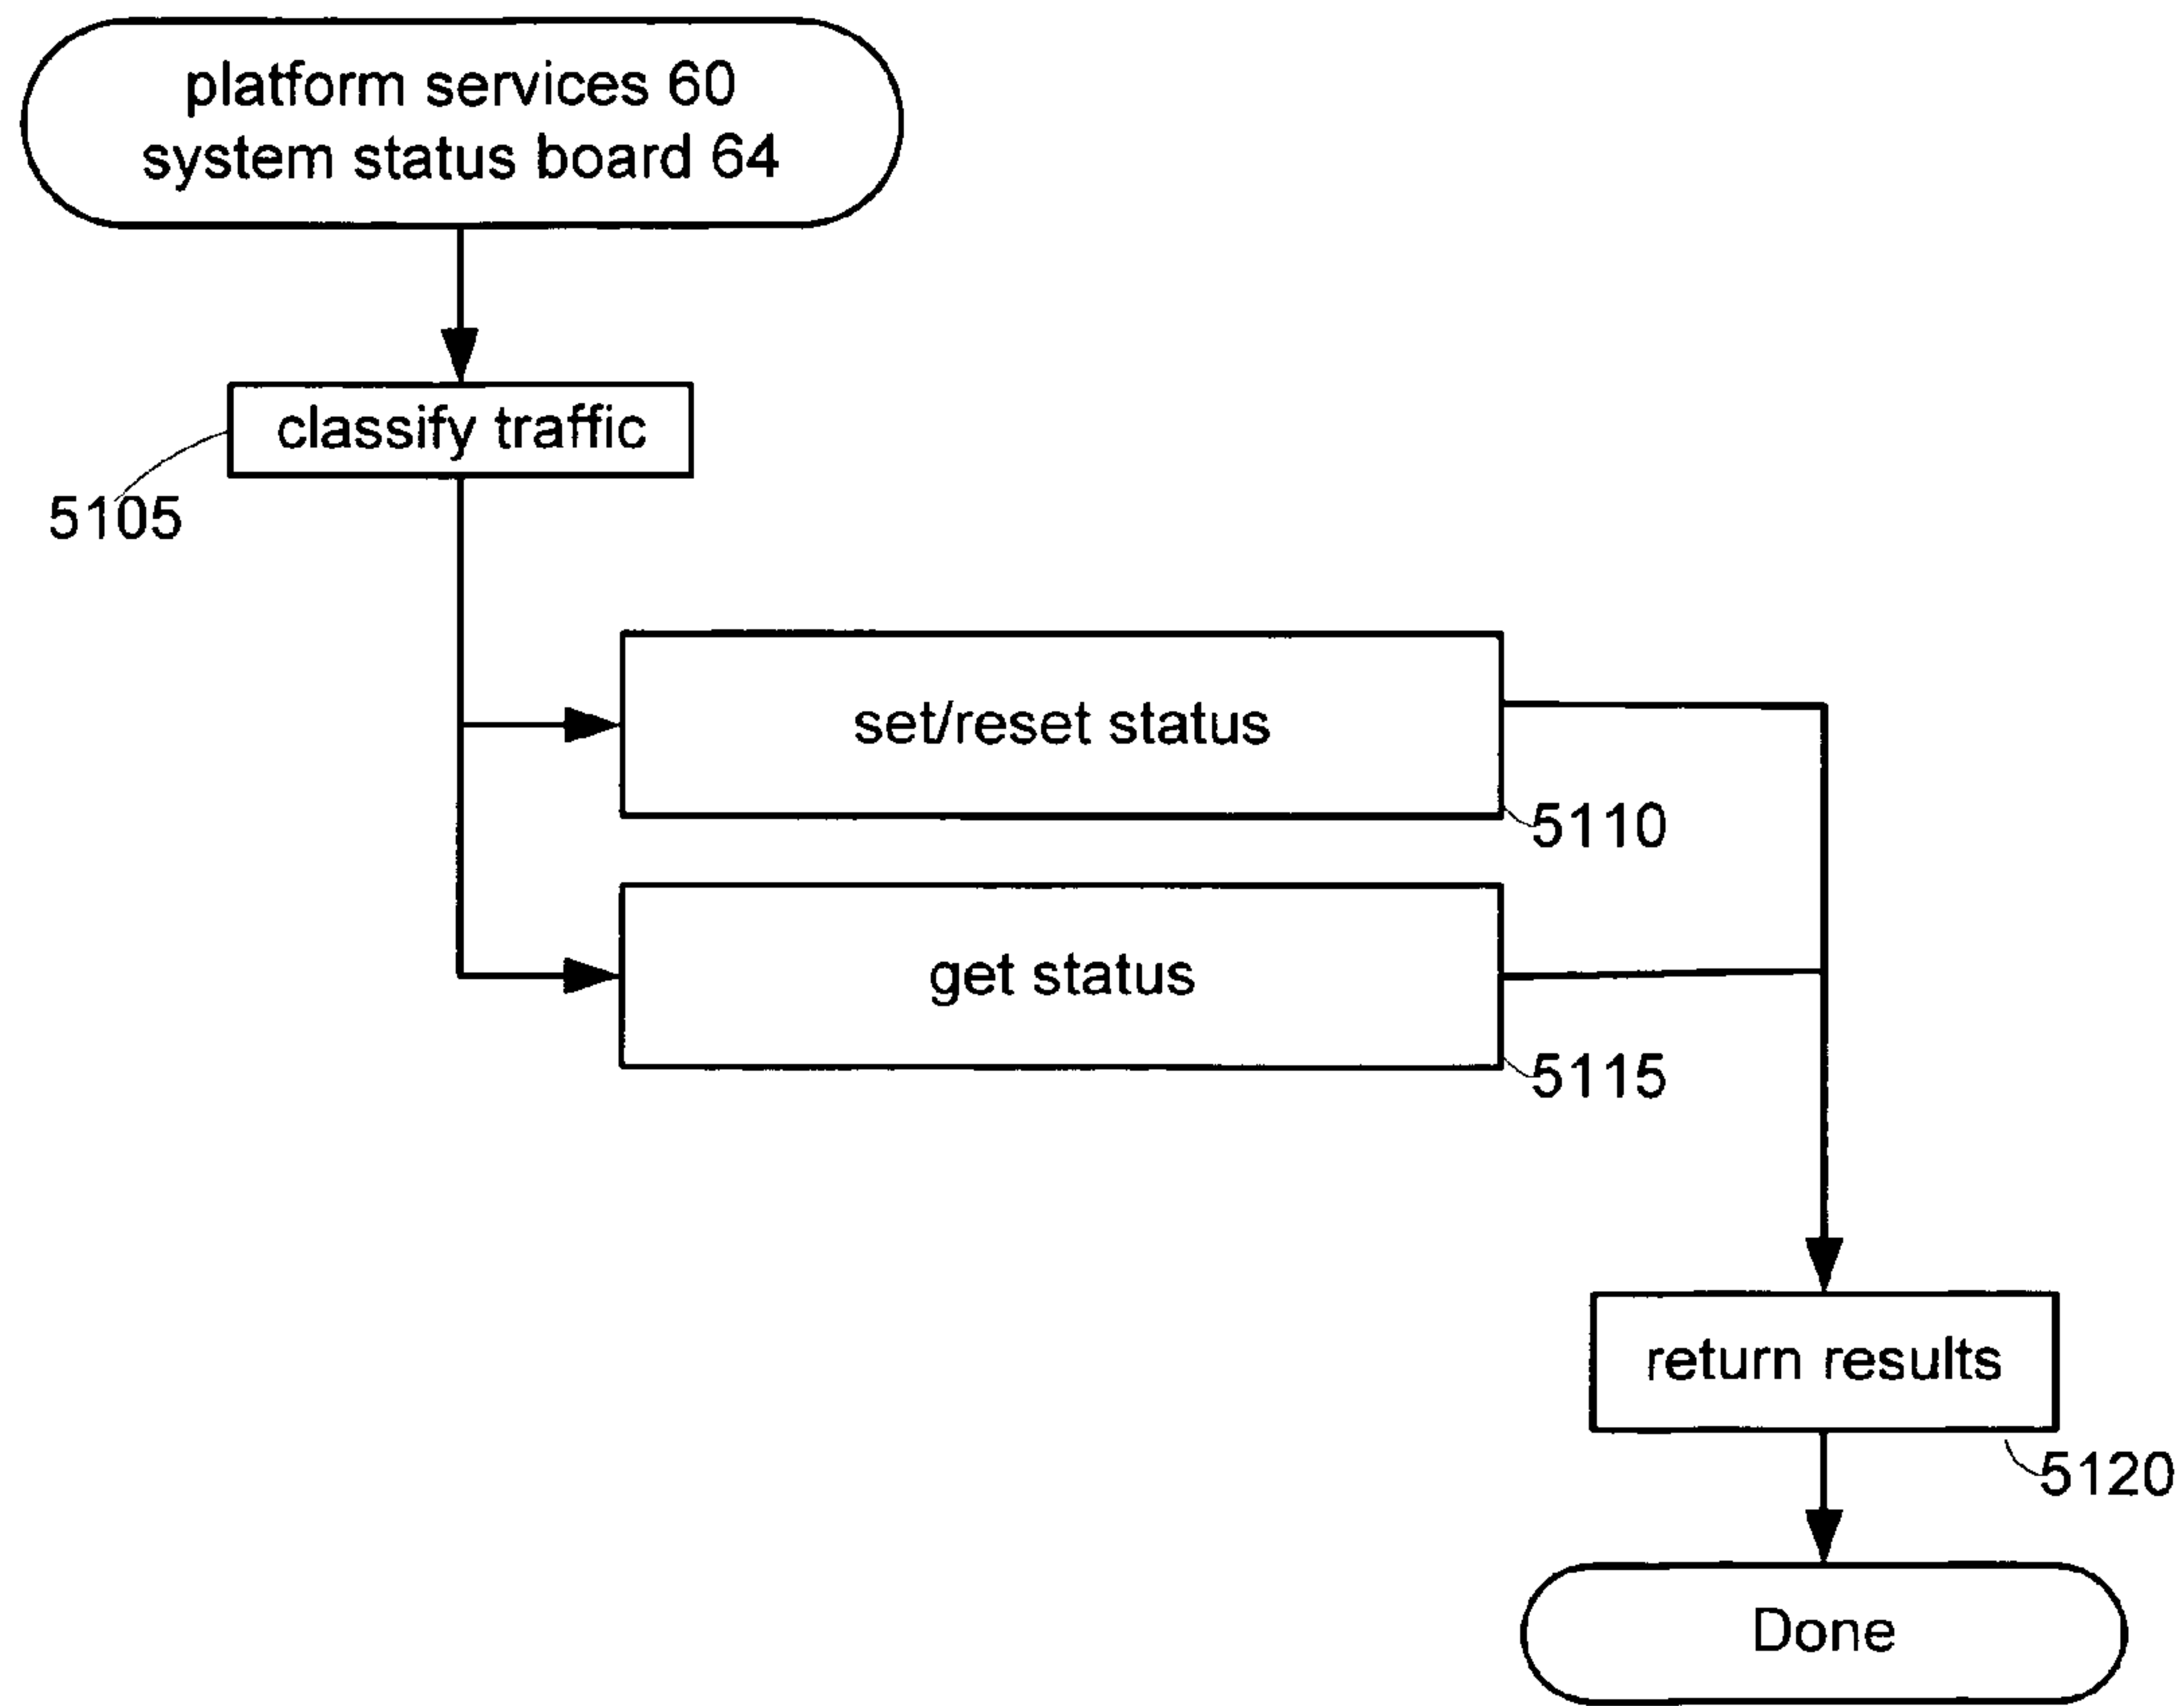 platform services 60
system status board 64
classify traffic
5105
set/reset status
5110
get status
5115
return results
5120
Done